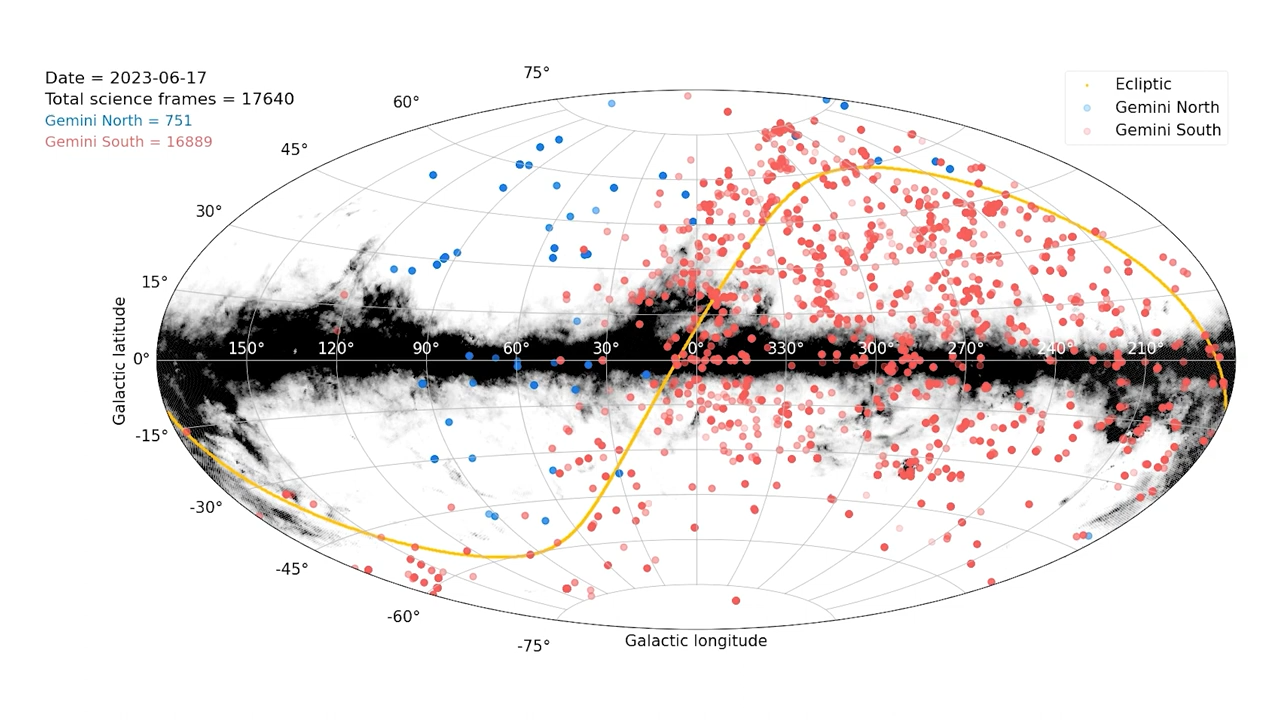 Date = 2023-06-17
Total science frames = 17640
Gemini North = 751
Gemini South = 16889
Ecliptic
Gemini North
Gemini South
75°
60°
45°
30°
15°
0°
-15°
-30°
-45°
-60°
-75°
150° 120° 90° 60° 30° 0° 330° 300° 270° 240° 210°
Galactic latitude
Galactic longitude